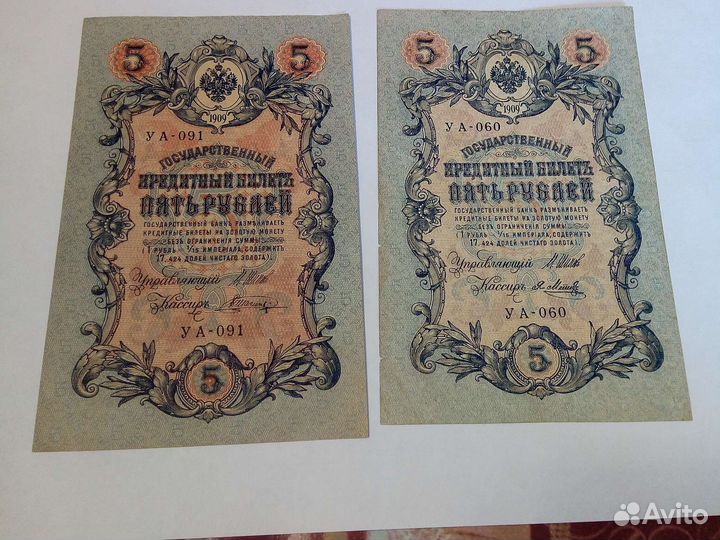 5 5
1909
УА-091
ГОСУДАРСТВЕННЫЙ
КРЕДИТНЫЙ БИЛЕТЪ
ПЯТЬ РУБЛЕЙ
ГОСУДАРСТВЕННЫЙ БАНКЪ РАЗМѢНИВАЕТЪ
КРЕДИТНЫЕ БИЛЕТЫ НА ЗОЛОТУЮ МОНЕТУ
БЕЗЪ ОГРАНИЧЕНІЯ СУММЫ
(1 РУБЛЬ = 1/15 ИМПЕРІАЛА, СОДЕРЖИТЪ
17,424 ДОЛЕЙ ЧИСТАГО ЗОЛОТА).
Управляющій
Кассиръ
УА-091
5
5 5
1909
УА-060
ГОСУДАРСТВЕННЫЙ
КРЕДИТНЫЙ БИЛЕТЪ
ПЯТЬ РУБЛЕЙ
ГОСУДАРСТВЕННЫЙ БАНКЪ РАЗМѢНИВАЕТЪ
КРЕДИТНЫЕ БИЛЕТЫ НА ЗОЛОТУЮ МОНЕТУ
БЕЗЪ ОГРАНИЧЕНІЯ СУММЫ
(1 РУБЛЬ = 1/15 ИМПЕРІАЛА, СОДЕРЖИТЪ
17,424 ДОЛЕЙ ЧИСТАГО ЗОЛОТА).
Управляющій
Кассиръ
УА-060
5
Avito